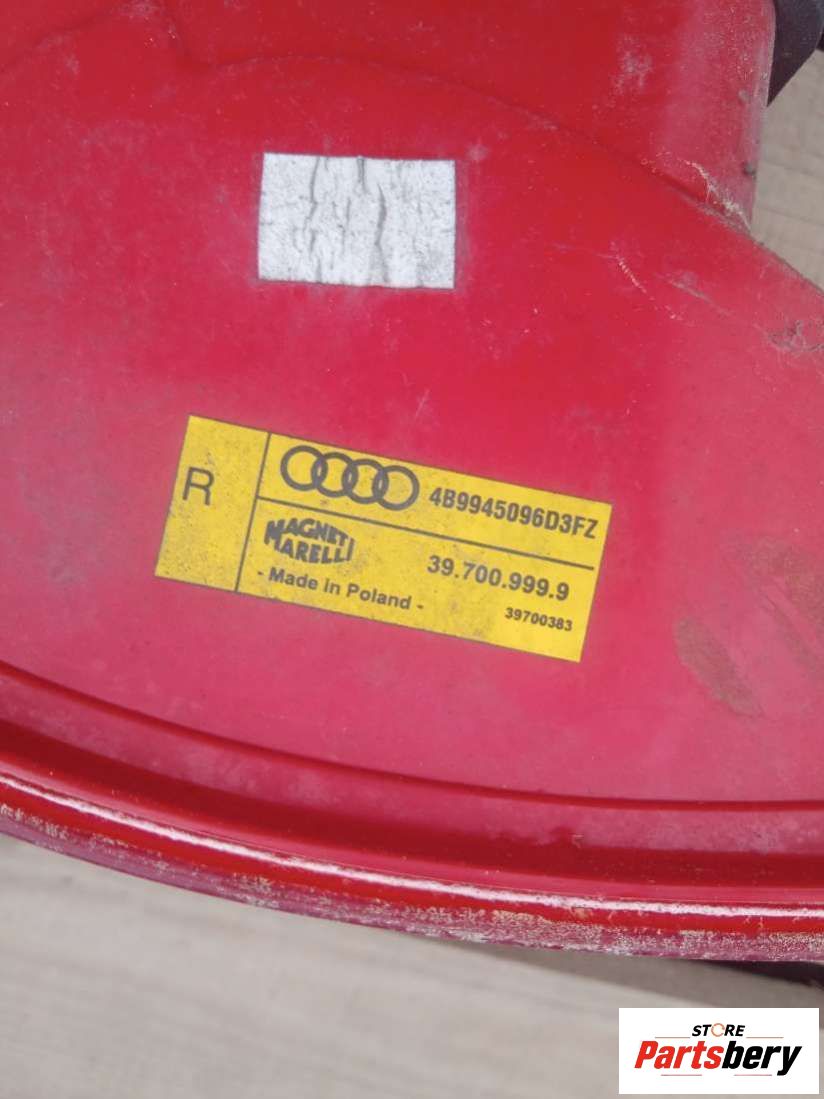 R
4B9945096D3FZ
MAGNETI
MARELLI
39.700.999.9
- Made in Poland -
39700383
STORE
Partsbery